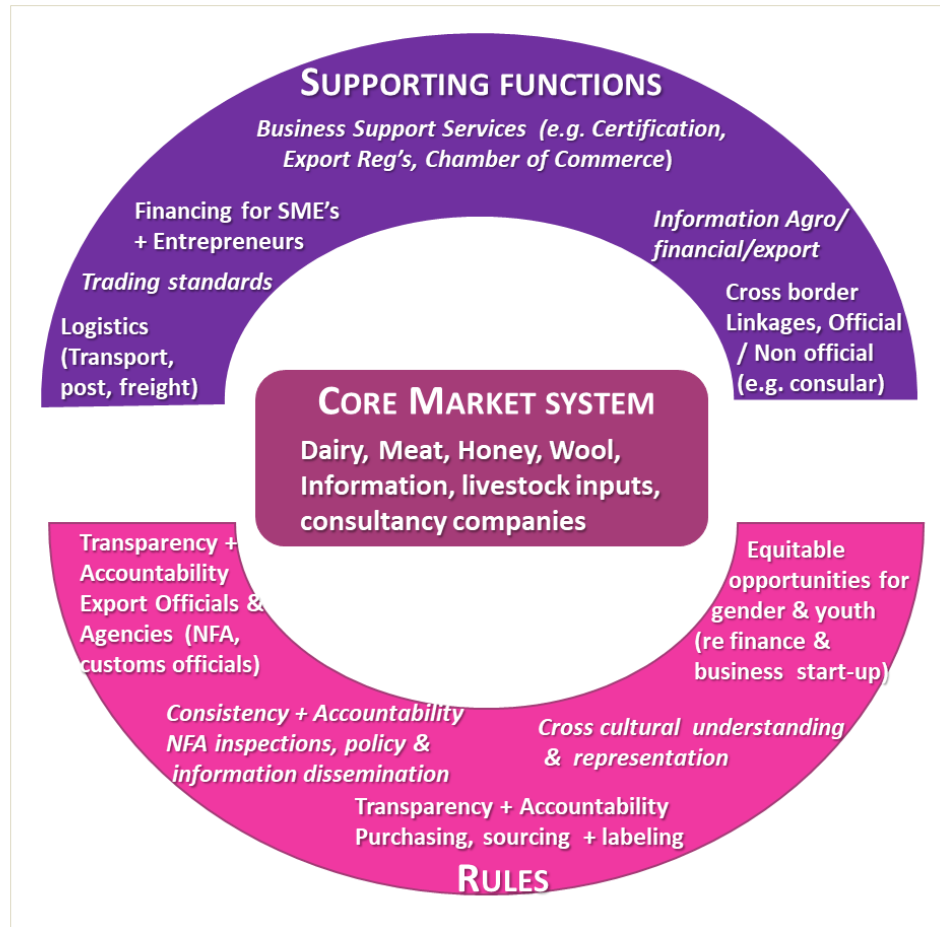 SUPPORTING FUNCTIONS
Business Support Services (e.g. Certification,
Export Reg's, Chamber of Commerce)
Financing for SME's
+ Entrepreneurs
Trading standards
Logistics
(Transport,
post, freight)
Information Agro/
financial/export
Cross border
Linkages, Official
/ Non official
(e.g. consular)
CORE MARKET SYSTEM
Dairy, Meat, Honey, Wool,
Information, livestock inputs,
consultancy companies
Transparency +
Accountability
Export Officials &
Agencies (NFA,
customs officials)
Equitable
opportunities for
gender & youth
(re finance &
business start-up)
Consistency + Accountability
NFA inspections, policy &
information dissemination
Cross cultural understanding
& representation
Transparency + Accountability
Purchasing, sourcing + labeling
RULES